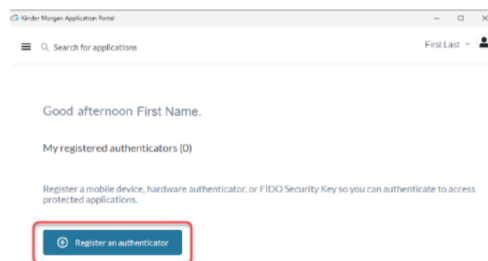 Kinder Morgan Application Portal
Search for applications
First Last
Good afternoon First Name.
My registered authenticators (0)
Register a mobile device, hardware authenticator, or FIDO Security Key so you can authenticate to access
protected applications.
Register an authenticator